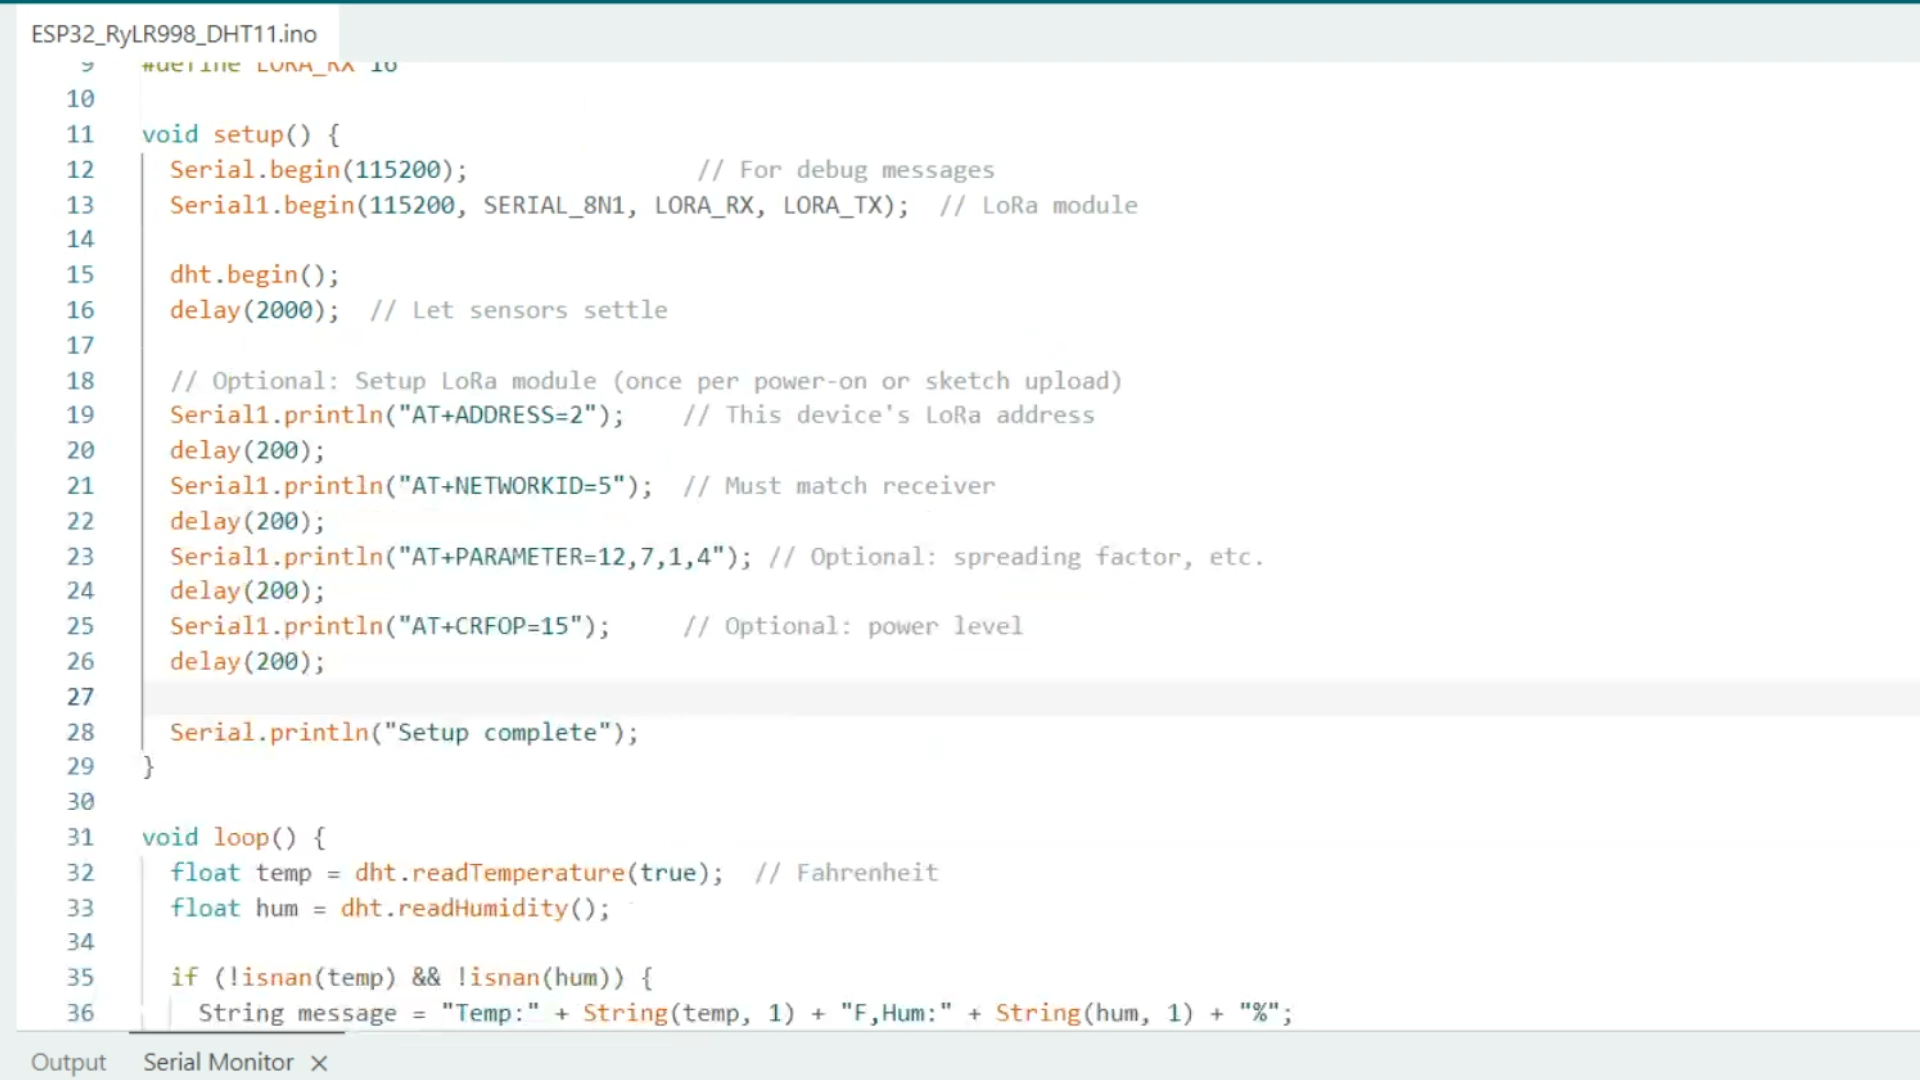 ESP32_RyLR998_DHT11.ino
9 #define LORA_RX 16
10
11 void setup() {
12 Serial.begin(115200); // For debug messages
13 Serial1.begin(115200, SERIAL_8N1, LORA_RX, LORA_TX); // LoRa module
14
15 dht.begin();
16 delay(2000); // Let sensors settle
17
18 // Optional: Setup LoRa module (once per power-on or sketch upload)
19 Serial1.println("AT+ADDRESS=2"); // This device's LoRa address
20 delay(200);
21 Serial1.println("AT+NETWORKID=5"); // Must match receiver
22 delay(200);
23 Serial1.println("AT+PARAMETER=12,7,1,4"); // Optional: spreading factor, etc.
24 delay(200);
25 Serial1.println("AT+CRFOP=15"); // Optional: power level
26 delay(200);
27
28 Serial.println("Setup complete");
29 }
30
31 void loop() {
32 float temp = dht.readTemperature(true); // Fahrenheit
33 float hum = dht.readHumidity();
34
35 if (!isnan(temp) && !isnan(hum)) {
36 String message = "Temp:" + String(temp, 1) + "F,Hum:" + String(hum, 1) + "%";
Output Serial Monitor ×